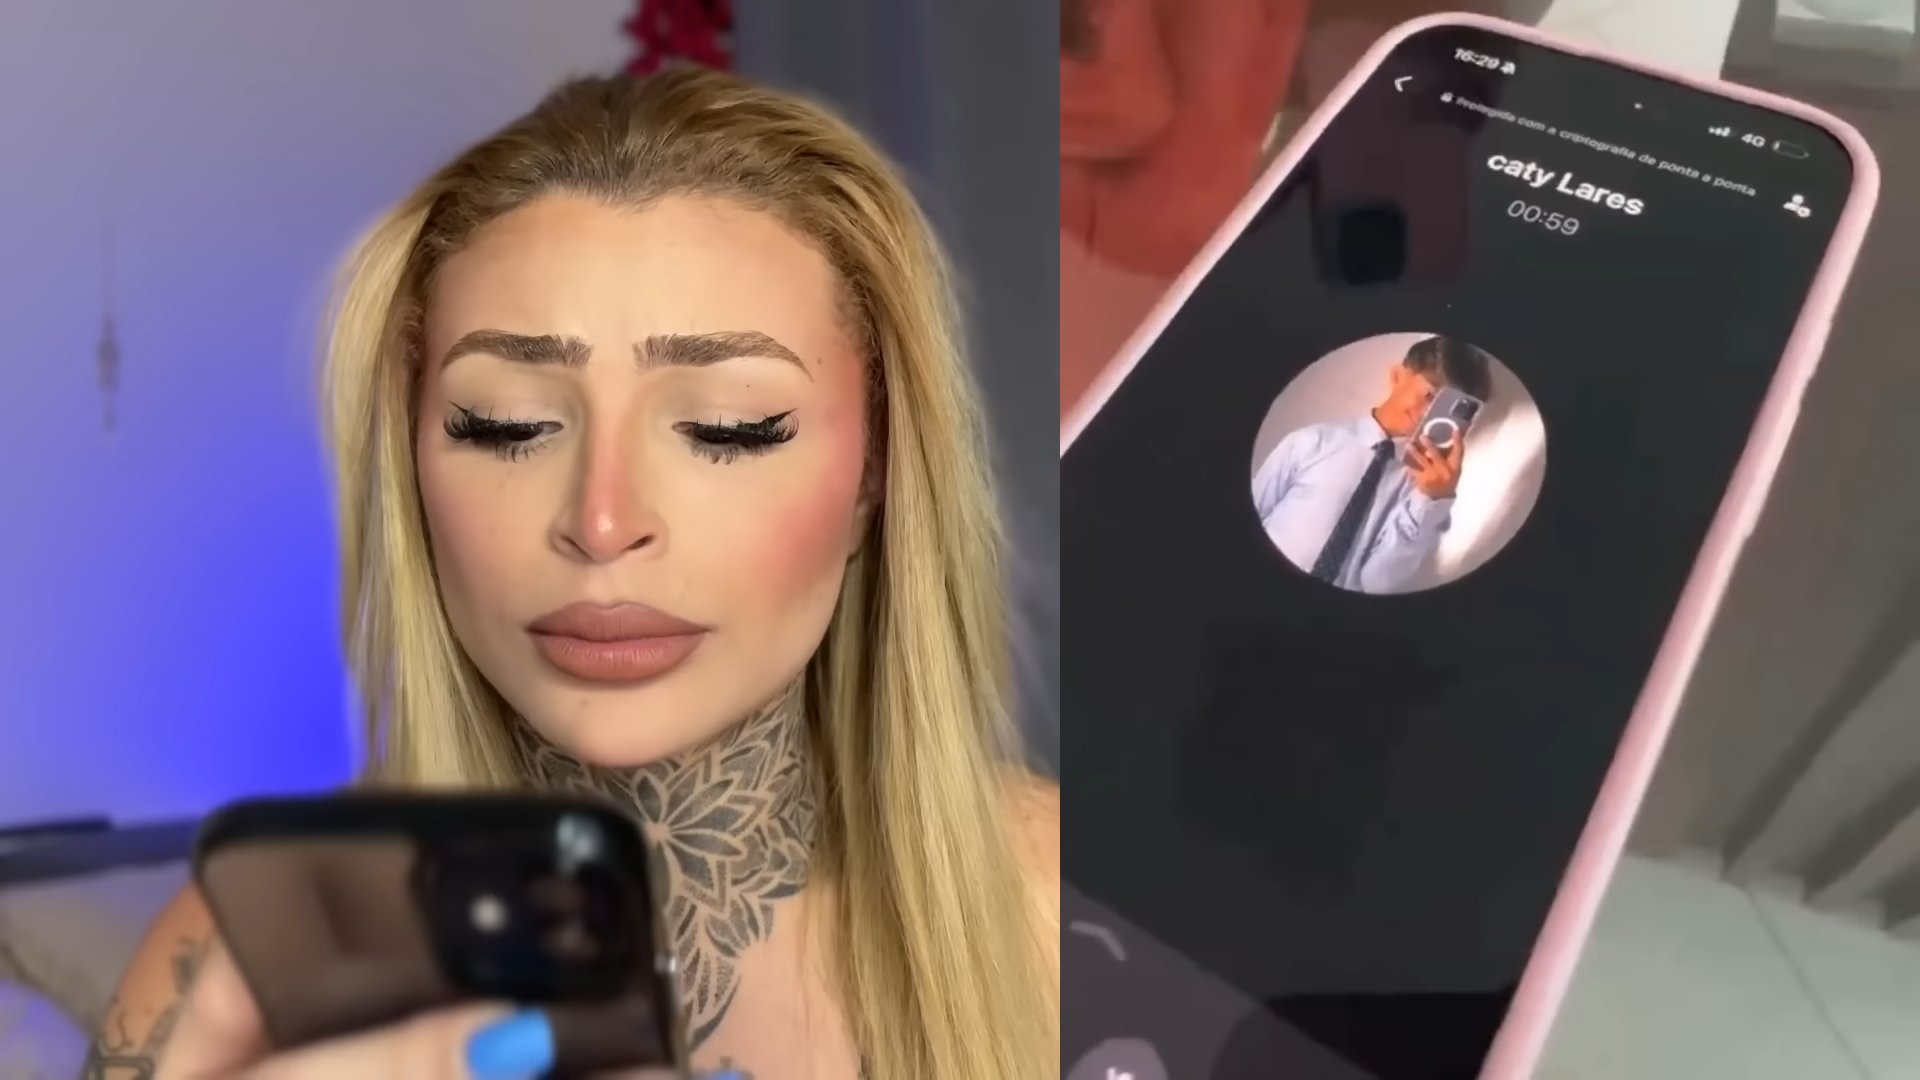 16:29
4G
Protegida com a criptografia de ponta a ponta
caty Lares
00:59